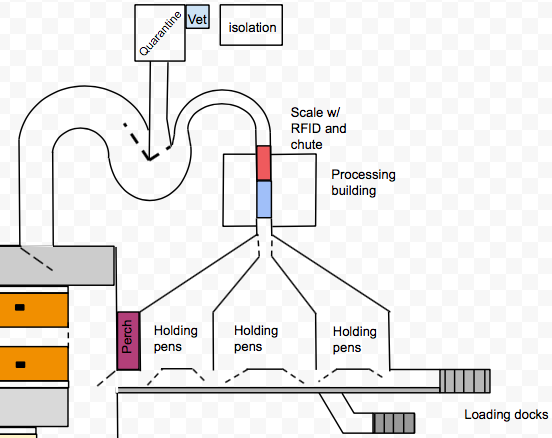 Quarantine
Vet
isolation
Scale w/
RFID and
chute
Processing
building
Perch
Holding
pens
Holding
pens
Holding
pens
Loading docks